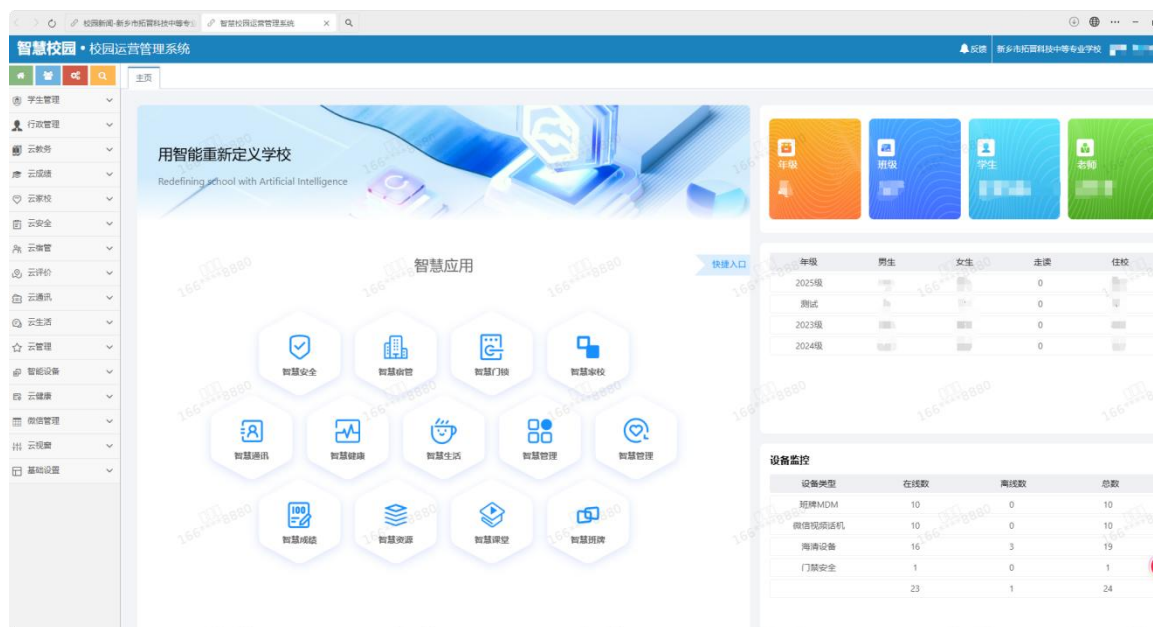 校园新闻-新乡市拓普科技中等专业
智慧校园运营管理系统
智慧校园•校园运营管理系统
反馈 新乡市拓普科技中等专业学校
主页
学生管理
行政管理
云教务
云成绩
云家校
云安全
云宿管
云评价
云通讯
云生活
云管理
智能设备
云健康
微信管理
云视窗
基础设置
用智能重新定义学校
Redefining school with Artificial Intelligence
智慧应用
快捷入口
智慧安全 智慧宿管 智慧门锁 智慧家校
智慧通讯 智慧健康 智慧生活 智慧管理 智慧管理
智慧成绩 智慧资源 智慧课堂 智慧班牌
年级 班级 学生 老师
年级 男生 女生 走读 住校
2025级 0
测试 0
2023级 0
2024级 0
设备监控
设备类型 在线数 离线数 总数
班牌MDM 10 0 10
微信视频话机 10 0 10
海清设备 16 3 19
门禁安全 1 0 1
23 1 24